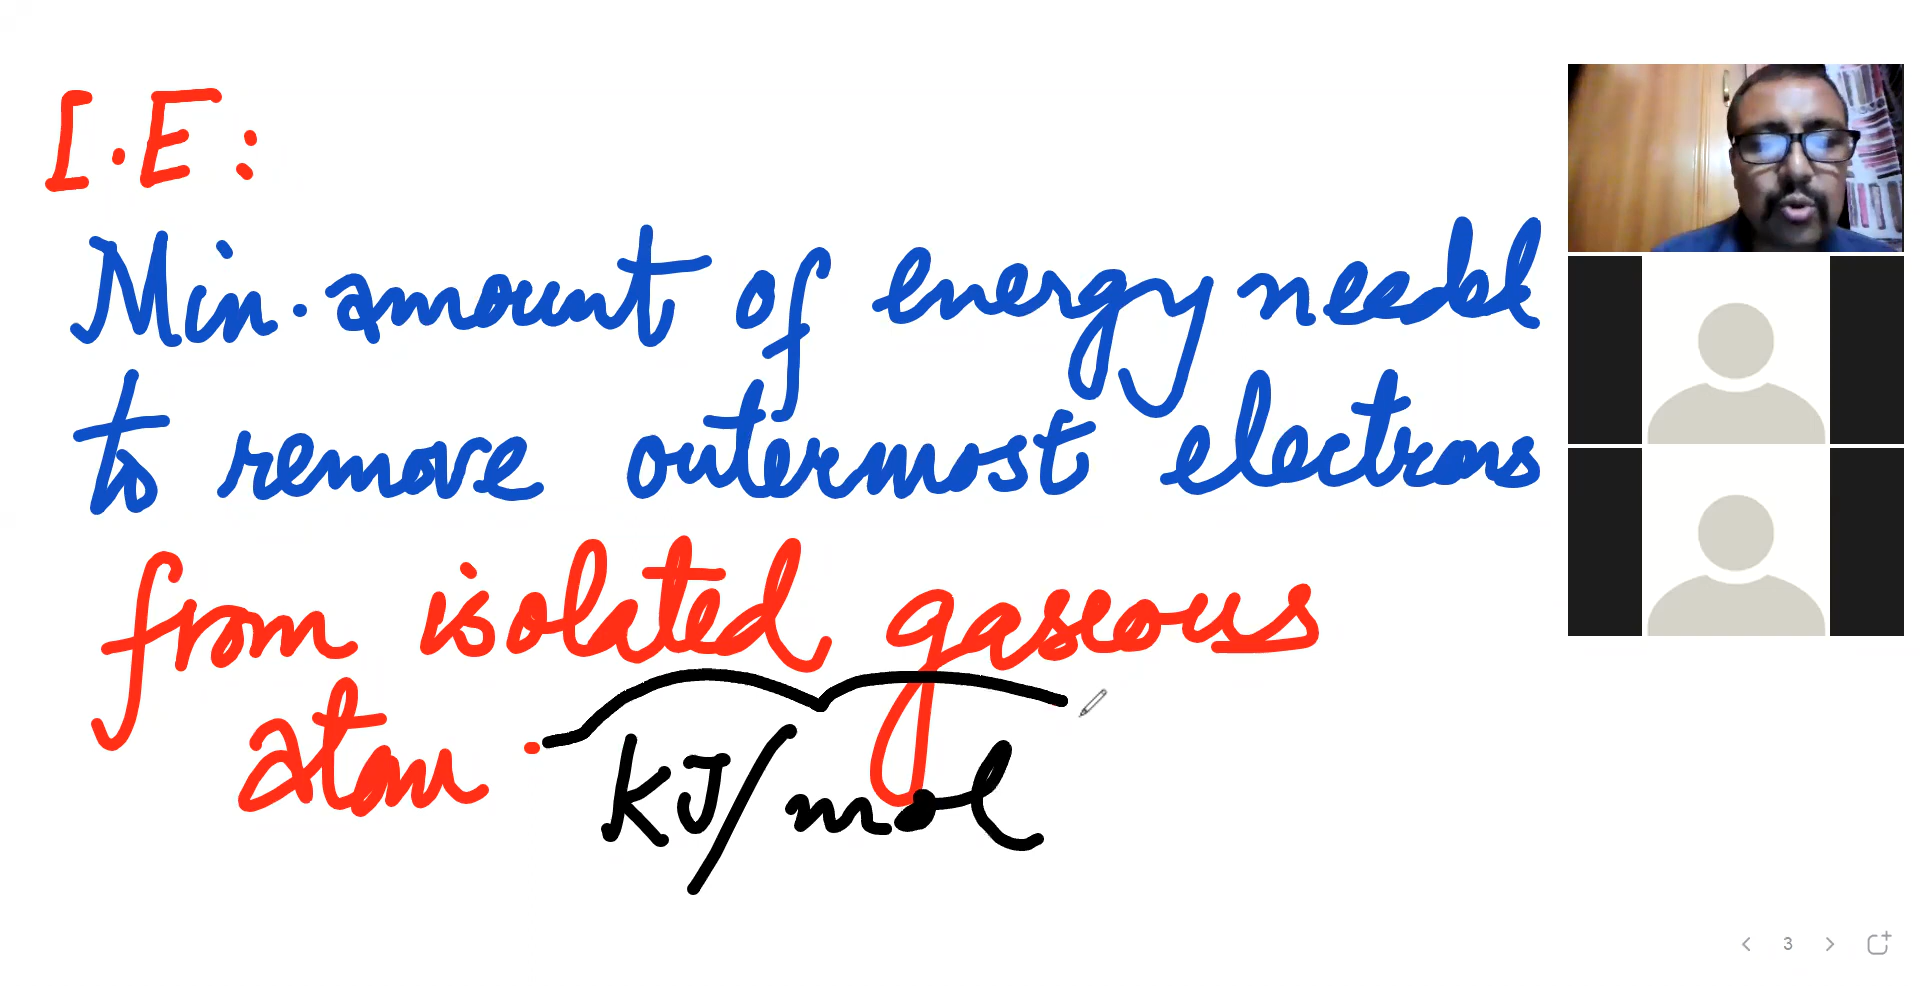 I.E:
Min. amount of energy needed
to remove outermost electrons
from isolated gaseous
atom.
kJ/mol
3